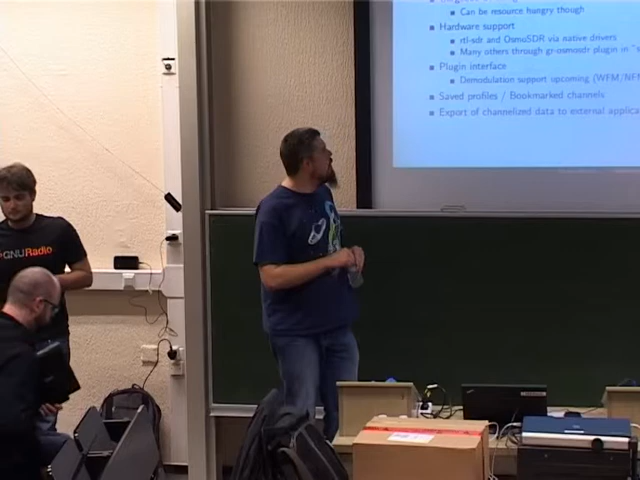 Can be resource hungry though
Hardware support
rtl-sdr and OsmoSDR via native drivers
Many others through gr-osmosdr plugin in
Plugin interface
Demodulation support upcoming (WFM/NFM
Saved profiles / Bookmarked channels
Export of channelized data to external applica
GNURadio